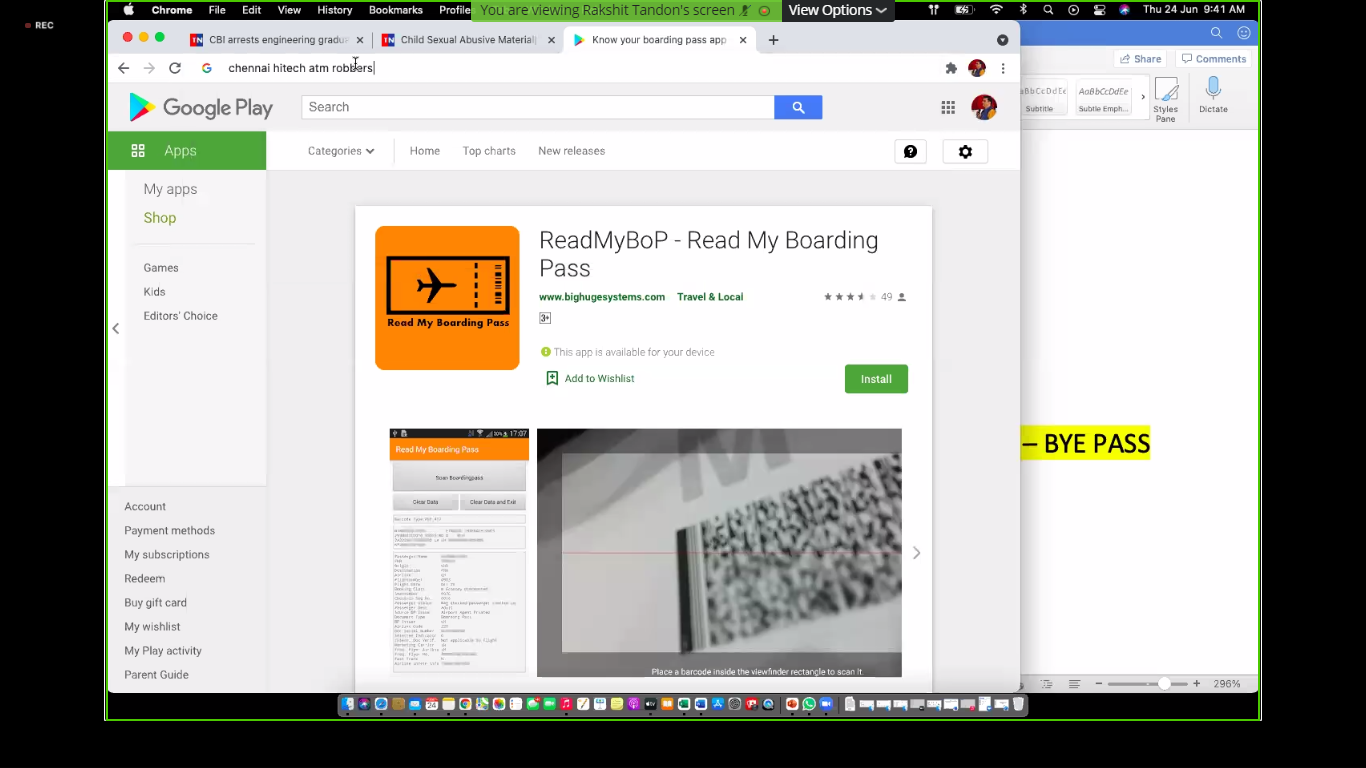 REC
Chrome File Edit View History Bookmarks Profile
You are viewing Rakshit Tandon's screen
View Options
Thu 24 Jun 9:41 AM
CBI arrests engineering gradu
Child Sexual Abusive Material
Know your boarding pass app
chennai hitech atm robbers
Share
Comments
AaBbCcDdEe
AaBbCcDdEe
Subtitle
Subtle Emph...
Styles Pane
Dictate
Google Play
Search
Apps
Categories
Home
Top charts
New releases
My apps
Shop
Games
Kids
Editors' Choice
Account
Payment methods
My subscriptions
Redeem
Buy gift card
My wishlist
My Play activity
Parent Guide
ReadMyBoP - Read My Boarding
Pass
www.bighugesystems.com Travel & Local
49
3+
This app is available for your device
Add to Wishlist
Install
Read My Boarding Pass
17:07
Read My Boarding Pass
Scan Boardingpass
Clear Data
Clear Data and Exit
Place a barcode inside the viewfinder rectangle to scan it.
– BYE PASS
296%